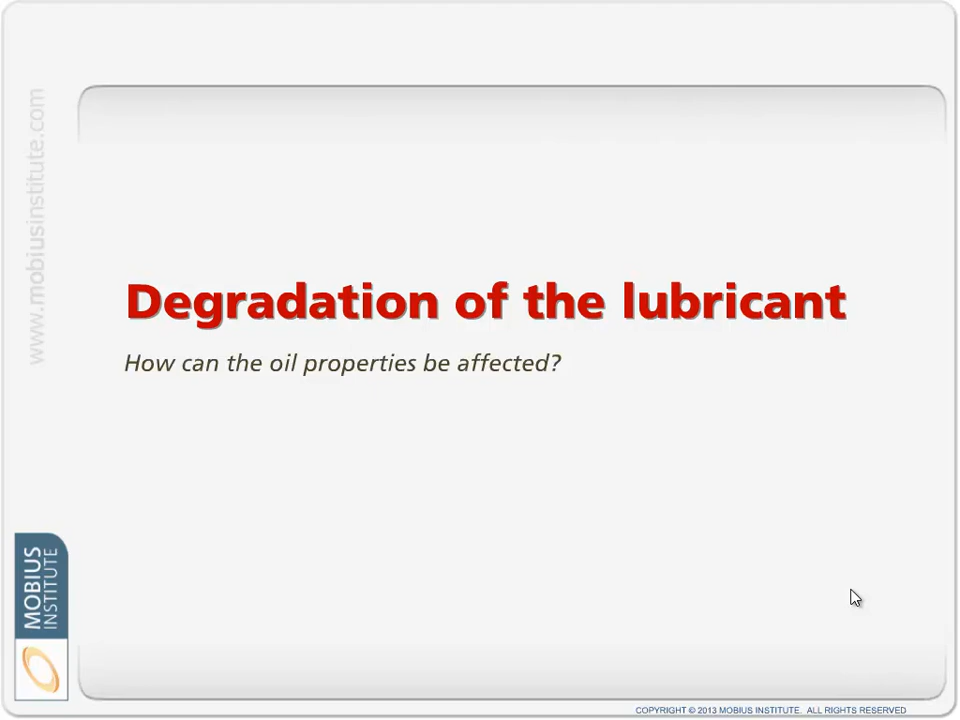 www.mobiusinstitute.com
Degradation of the lubricant
How can the oil properties be affected?
MOBIUS
INSTITUTE
COPYRIGHT © 2013 MOBIUS INSTITUTE. ALL RIGHTS RESERVED